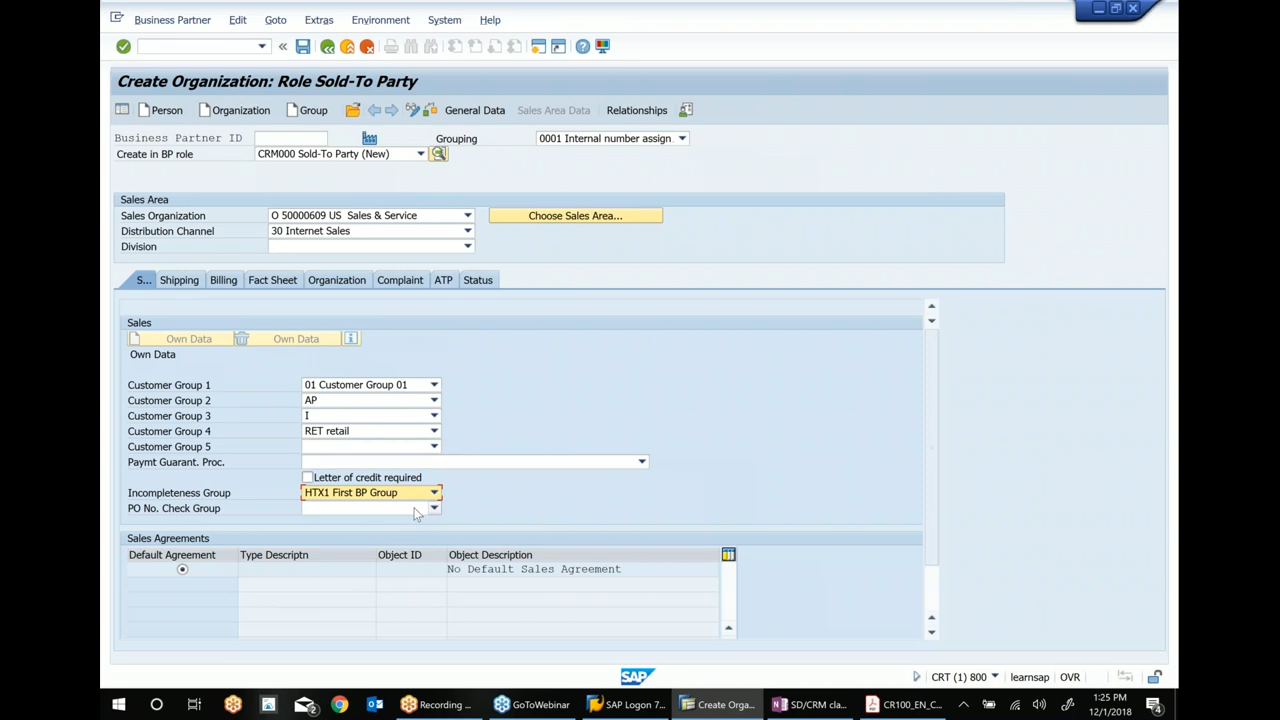 Business Partner Edit Goto Extras Environment System Help
Create Organization: Role Sold-To Party
Person Organization Group General Data Sales Area Data Relationships
Business Partner ID Grouping 0001 Internal number assign.
Create in BP role CRM000 Sold-To Party (New)
Sales Area
Sales Organization O 50000609 US Sales & Service Choose Sales Area...
Distribution Channel 30 Internet Sales
Division
S... Shipping Billing Fact Sheet Organization Complaint ATP Status
Sales
Own Data Own Data
Own Data
Customer Group 1 01 Customer Group 01
Customer Group 2 AP
Customer Group 3 I
Customer Group 4 RET retail
Customer Group 5
Paymt Guarant. Proc.
Letter of credit required
Incompleteness Group HTX1 First BP Group
PO No. Check Group
Sales Agreements
Default Agreement Type Descriptn Object ID Object Description
No Default Sales Agreement
SAP CRT (1) 800 learnsap OVR
Recording ... GoToWebinar SAP Logon 7... Create Orga... SD/CRM cla... CR100_EN_C... 1:25 PM
12/1/2018